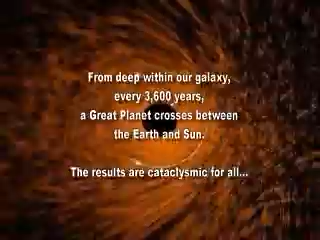 From deep within our galaxy,
every 3,600 years,
a Great Planet crosses between
the Earth and Sun.
The results are cataclysmic for all...